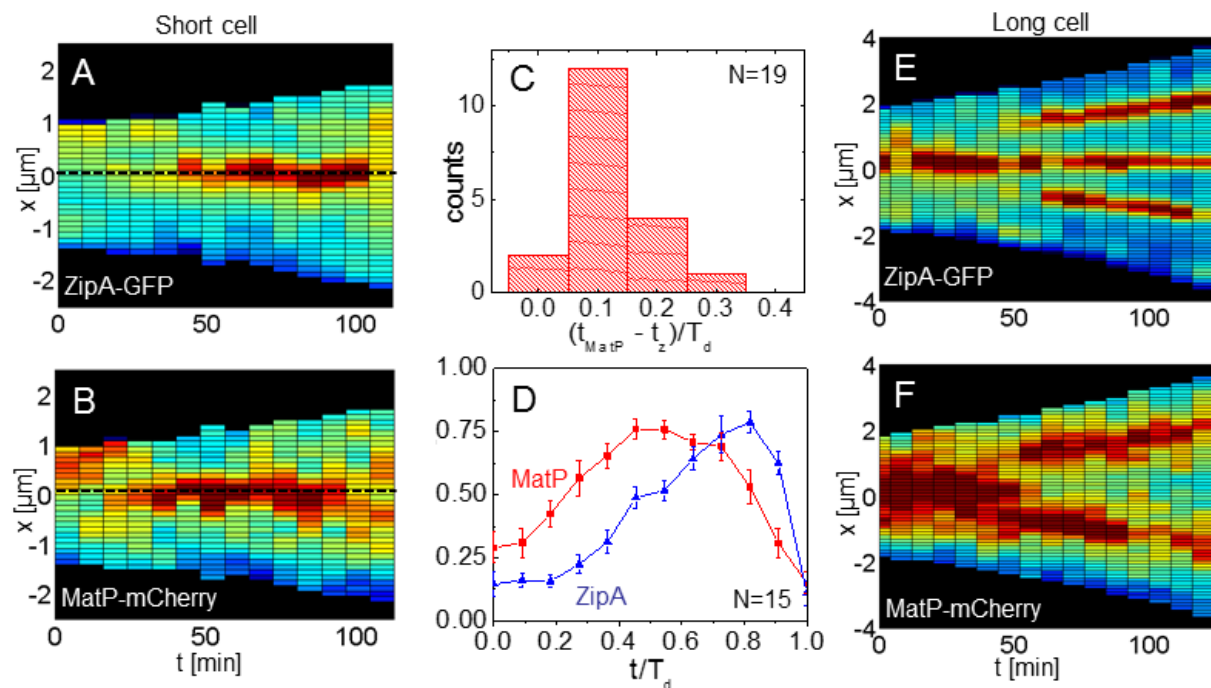 Short cell
A
ZipA-GFP
x [μm]
2
1
0
-1
-2
0
50
100
B
MatP-mCherry
x [μm]
2
1
0
-1
-2
0
50
100
t [min]
C
N=19
counts
10
5
0
0.0
0.1
0.2
0.3
0.4
(t_MatP - t_z)/T_d
D
MatP
ZipA
N=15
1.00
0.75
0.50
0.25
0.00
0.0
0.2
0.4
0.6
0.8
1.0
t/T_d
Long cell
E
ZipA-GFP
x [μm]
4
2
0
-2
-4
0
50
100
F
MatP-mCherry
x [μm]
4
2
0
-2
-4
0
50
100
t [min]